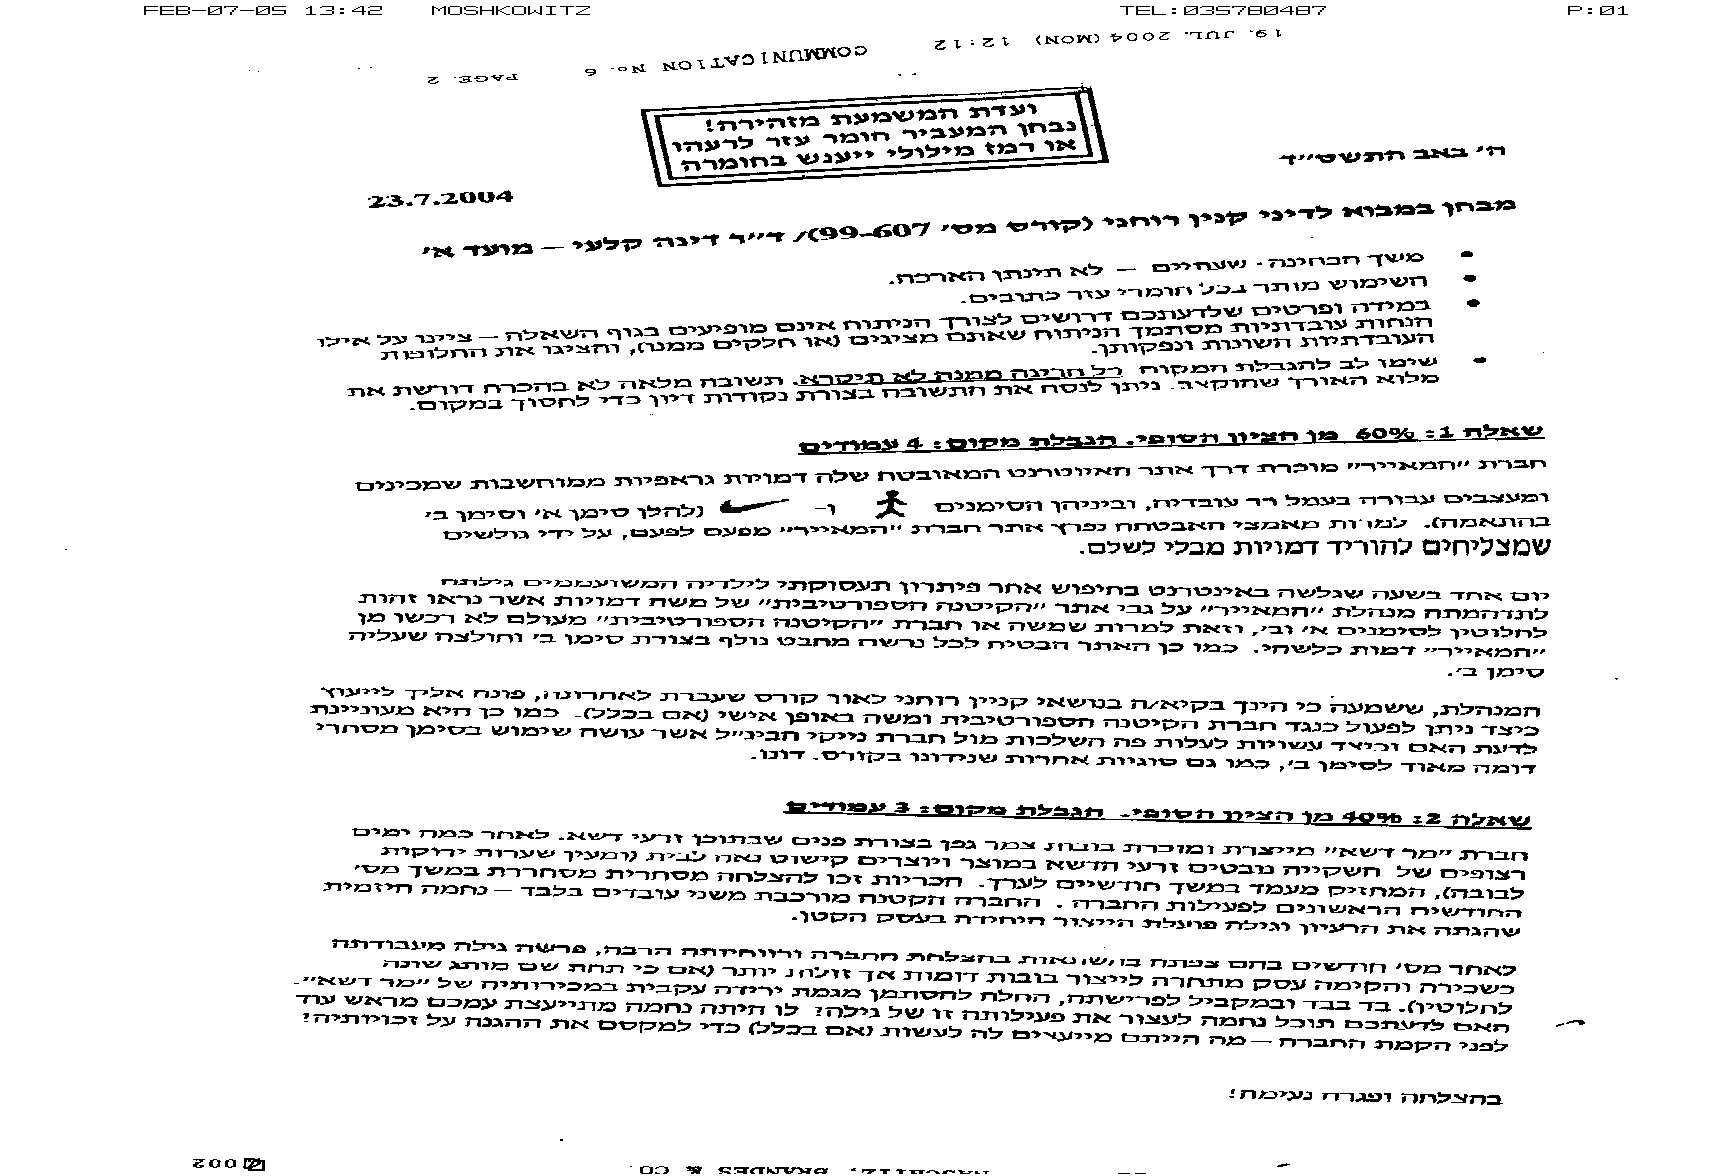 FEB-07-05 13:42 MOSHKOWITZ TEL:035780487 P:01
19. JUL. 2004 (MON) 12:12 COMMUNICATION No. 6 PAGE. 2
ועדת המשמעת מזהירה!
נבחן המעביר חומר עזר לרעהו
או רמז מילולי ייענש בחומרה
ה' באב התשס"ד
23.7.2004
מבחן במבוא לדיני קנין רוחני (קורס מס' 99-607)/ ד"ר דינה קלעי – מועד א'
• משך הבחינה - שעתיים – לא תינתן הארכה.
• השימוש מותר בכל חומרי עזר כתובים.
• במידה ופרטים שלדעתכם דרושים לצורך הניתוח אינם מופיעים בגוף השאלה – ציינו על אילו
הנחות עובדתיות מסתמך הניתוח שאתם מציגים (או חלקים ממנו), והציגו את החלופות
העובדתיות השונות ונפקותן.
• שימו לב להגבלת המקום כל חריגה ממנה לא תיקרא. תשובה מלאה לא בהכרח דורשת את
מלוא האורך שהוקצב. ניתן לנסח את התשובה בצורת נקודות דיון כדי לחסוך במקום.
שאלה 1: 60% מן הציון הסופי. הגבלת מקום: 4 עמודים
חברת "המאייר" מוכרת דרך אתר האינטרנט המאובטח שלה דמויות גראפיות ממוחשבות שמכינים
ומעצבים עבורה בעמל רב עובדיה, וביניהן הסימנים ו- (להלן סימן א' וסימן ב'
בהתאמה). למרות מאמצי האבטחה נפרץ אתר חברת "המאייר" מפעם לפעם, על ידי גולשים
שמצליחים להוריד דמויות מבלי לשלם.
יום אחד בשעה שגלשה באינטרנט בחיפוש אחר פיתרון תעסוקתי לילדיה המשועממים גילתה
לתדהמתה מנהלת "המאייר" על גבי אתר "הקיטנה הספורטיבית" של משה דמויות אשר נראו זהות
לחלוטין לסימנים א' וב', וזאת למרות שמשה או חברת "הקיטנה הספורטיבית" מעולם לא רכשו מן
"המאייר" דמות כלשהי. כמו כן האתר הבטיח לכל נרשם מחבט גולף בצורת סימן ב' וחולצה שעליה
סימן ב'.
המנהלת, ששמעה כי הינך בקיא/ה בנושאי קניין רוחני לאור קורס שעברת לאחרונה, פונה אליך לייעוץ
כיצד ניתן לפעול כנגד חברת הקיטנה הספורטיבית ומשה באופן אישי (אם בכלל). כמו כן היא מעוניינת
לדעת האם וכיצד עשויות לעלות פה השלכות מול חברת נייקי הבינ"ל אשר עושה שימוש בסימן מסחרי
דומה מאוד לסימן ב', כמו גם סוגיות אחרות שנידונו בקורס. דונו.
שאלה 2: 40% מן הציון הסופי. הגבלת מקום: 3 עמודים
חברת "מר דשא" מייצרת ומוכרת בובות צמר גפן בצורת פנים שבתוכן זרעי דשא. לאחר כמה ימים
רצופים של השקייה נובטים זרעי הדשא במוצר ויוצרים קישוט נאה לבית (ומעין שערות ירוקות
לבובה), המחזיק מעמד במשך חודשיים לערך. הכריות זכו להצלחה מסחרית מסחררת במשך מס'
החודשים הראשונים לפעילות החברה. החברה הקטנה מורכבת משני עובדים בלבד – נחמה היזמית
שהגתה את הרעיון וגילה פועלת הייצור היחידה בעסק הקטן.
לאחר מס' חודשים בהם צפתה בהצלחת החברה ורווחיותה הרבה, פרשה גילה מעבודתה
כשכירה והקימה עסק מתחרה לייצור בובות דומות אך זולות יותר (אם כי תחת שם מותג שונה
לחלוטין). בד בבד ובמקביל לפרישתה, החלה להסתמן מגמת ירידה עקבית במכירותיה של "מר דשא".
האם לדעתכם תוכל נחמה לעצור את פעילותה זו של גילה? לו היתה נחמה מתייעצת עמכם מראש עוד
לפני הקמת החברה – מה הייתם מייעצים לה לעשות (אם בכלל) כדי למקסם את ההגנה על זכויותיה?
בהצלחה ופגרה נעימה!
002
BRANDES & CO